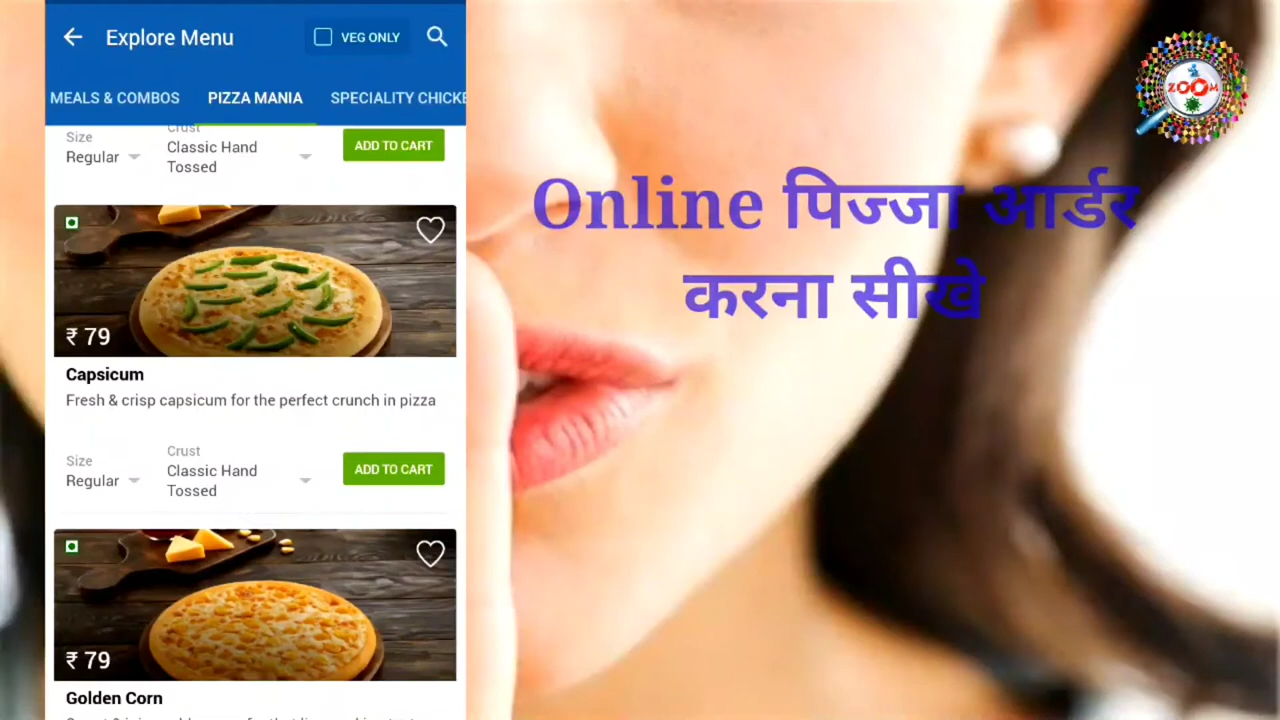 Explore Menu
VEG ONLY
MEALS & COMBOS
PIZZA MANIA
SPECIALITY CHICKE
Size
Crust
Regular
Classic Hand
Tossed
ADD TO CART
₹ 79
Capsicum
Fresh & crisp capsicum for the perfect crunch in pizza
Size
Crust
Regular
Classic Hand
Tossed
ADD TO CART
₹ 79
Golden Corn
Online पिज्जा आर्डर
करना सीखे
ZOOM